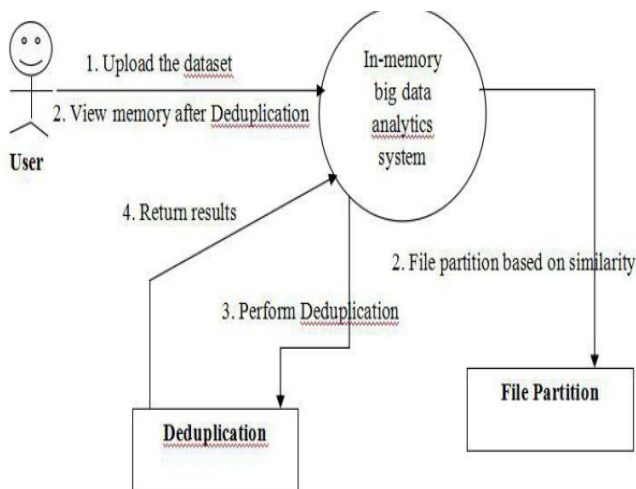 1. Upload the dataset
2. View memory after Deduplication
User
In-memory
big data
analytics
system
4. Return results
2. File partition based on similarity
3. Perform Deduplication
File Partition
Deduplication